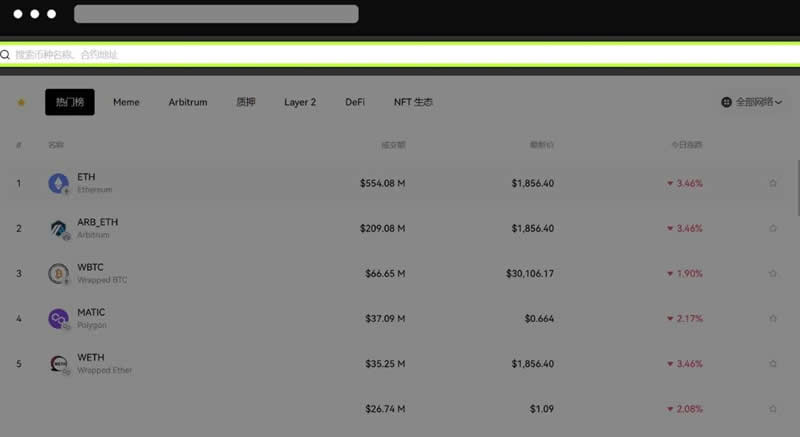 搜索币种名称、合约地址
热门榜 Meme Arbitrum 质押 Layer 2 DeFi NFT 生态 全部网络
# 名称 成交额 最新价 今日涨跌
1 ETH $554.08 M $1,856.40 ▼ 3.46%
Ethereum
2 ARB_ETH $209.08 M $1,856.40 ▼ 3.46%
Arbitrum
3 WBTC $66.65 M $30,106.17 ▼ 1.90%
Wrapped BTC
4 MATIC $37.09 M $0.664 ▼ 2.17%
Polygon
5 WETH $35.25 M $1,856.40 ▼ 3.46%
Wrapped Ether
$26.74 M $1.09 ▼ 2.08%